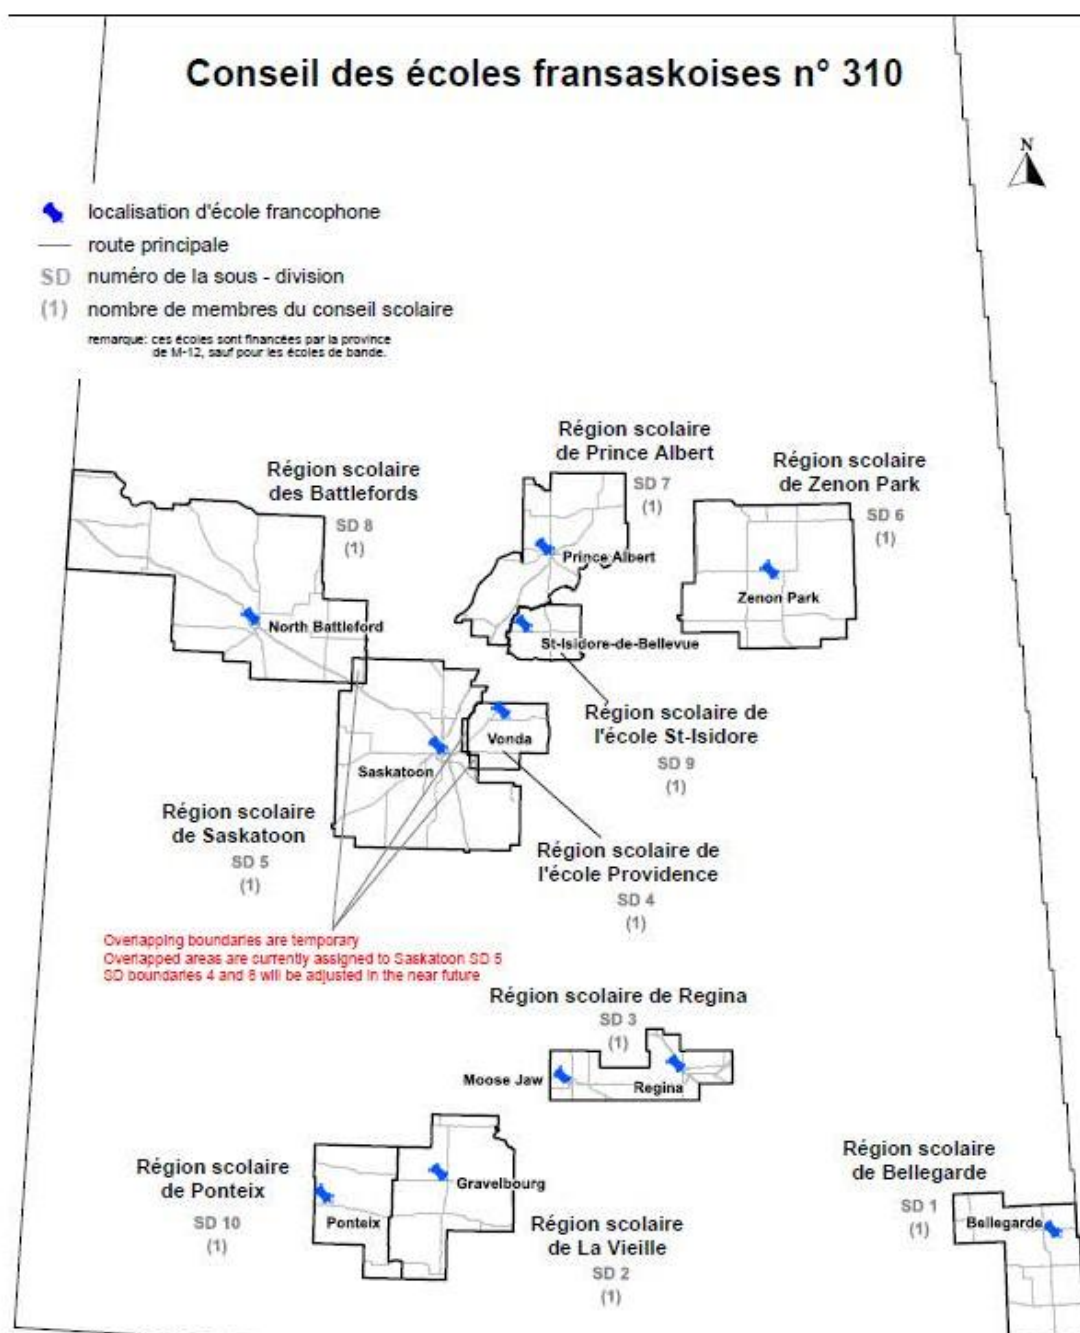 Conseil des écoles fransaskoises n° 310
N
localisation d'école francophone
route principale
SD numéro de la sous - division
(1) nombre de membres du conseil scolaire
remarque: ces écoles sont financées par la province
de M-12, sauf pour les écoles de bande.
Région scolaire
de Prince Albert
SD 7
(1)
Prince Albert
Région scolaire
de Zenon Park
SD 6
(1)
Zenon Park
Région scolaire
des Battlefords
SD 8
(1)
North Battleford
St-Isidore-de-Bellevue
Région scolaire de
l'école St-Isidore
SD 9
(1)
Vonda
Saskatoon
Région scolaire
de Saskatoon
SD 5
(1)
Région scolaire de
l'école Providence
SD 4
(1)
Overlapping boundaries are temporary
Overlapped areas are currently assigned to Saskatoon SD 5
SD boundaries 4 and 8 will be adjusted in the near future
Région scolaire de Regina
SD 3
(1)
Moose Jaw
Regina
Région scolaire
de Ponteix
SD 10
(1)
Ponteix
Gravelbourg
Région scolaire
de La Vieille
SD 2
(1)
Région scolaire
de Bellegarde
SD 1
(1)
Bellegarde